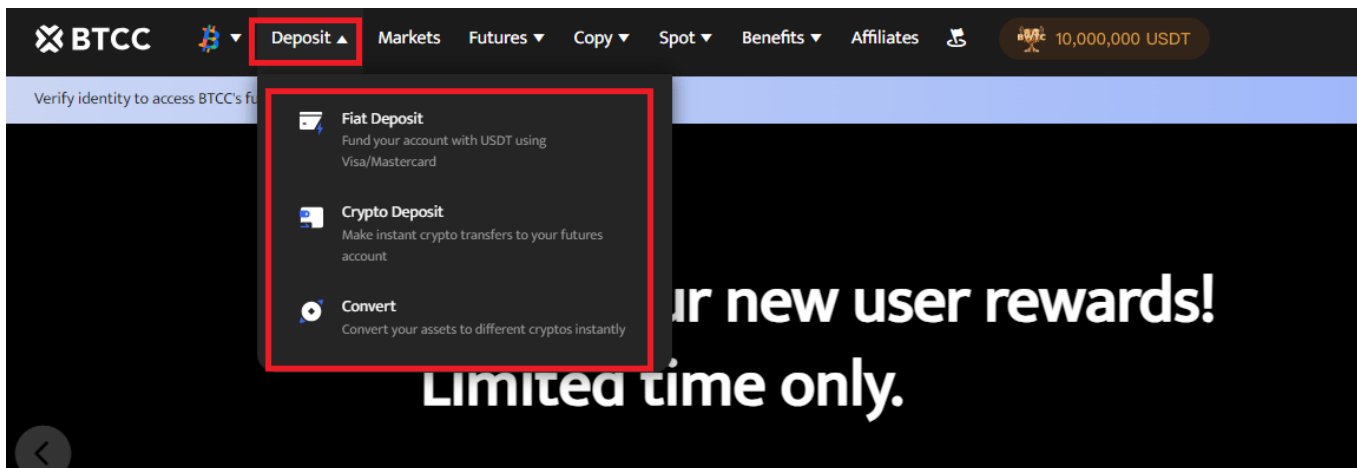 BTCC Deposit Markets Futures Copy Spot Benefits Affiliates 10,000,000 USDT
Verify identity to access BTCC's
Fiat Deposit
Fund your account with USDT using
Visa/Mastercard
Crypto Deposit
Make instant crypto transfers to your futures
account
Convert
Convert your assets to different cryptos instantly
new user rewards!
Limited time only.